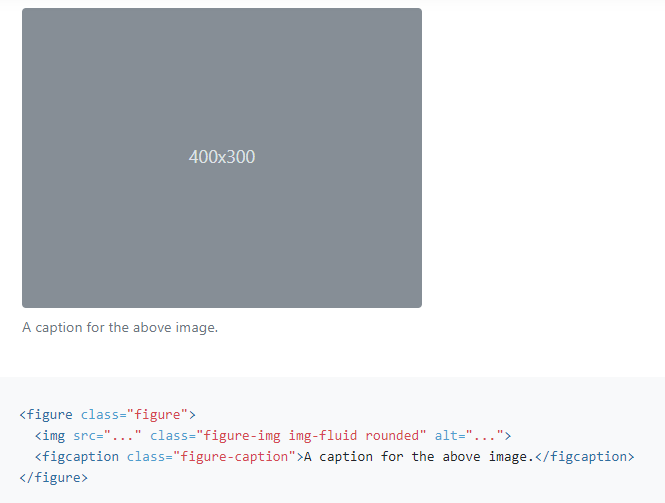 400x300
A caption for the above image.
<figure class="figure">
  <img src="..." class="figure-img img-fluid rounded" alt="...">
  <figcaption class="figure-caption">A caption for the above image.</figcaption>
</figure>